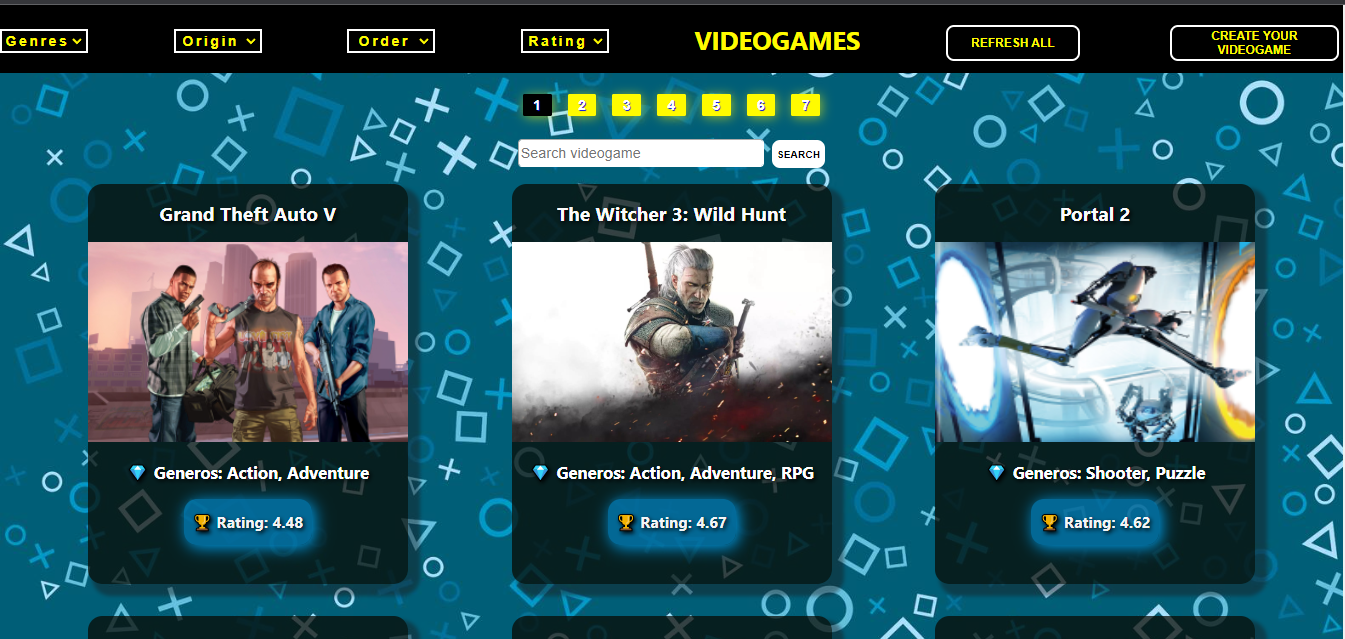 Genres
Origin
Order
Rating
VIDEOGAMES
REFRESH ALL
CREATE YOUR
VIDEOGAME
1 2 3 4 5 6 7
Search videogame
SEARCH
Grand Theft Auto V
The Witcher 3: Wild Hunt
Portal 2
Generos: Action, Adventure
Generos: Action, Adventure, RPG
Generos: Shooter, Puzzle
Rating: 4.48
Rating: 4.67
Rating: 4.62